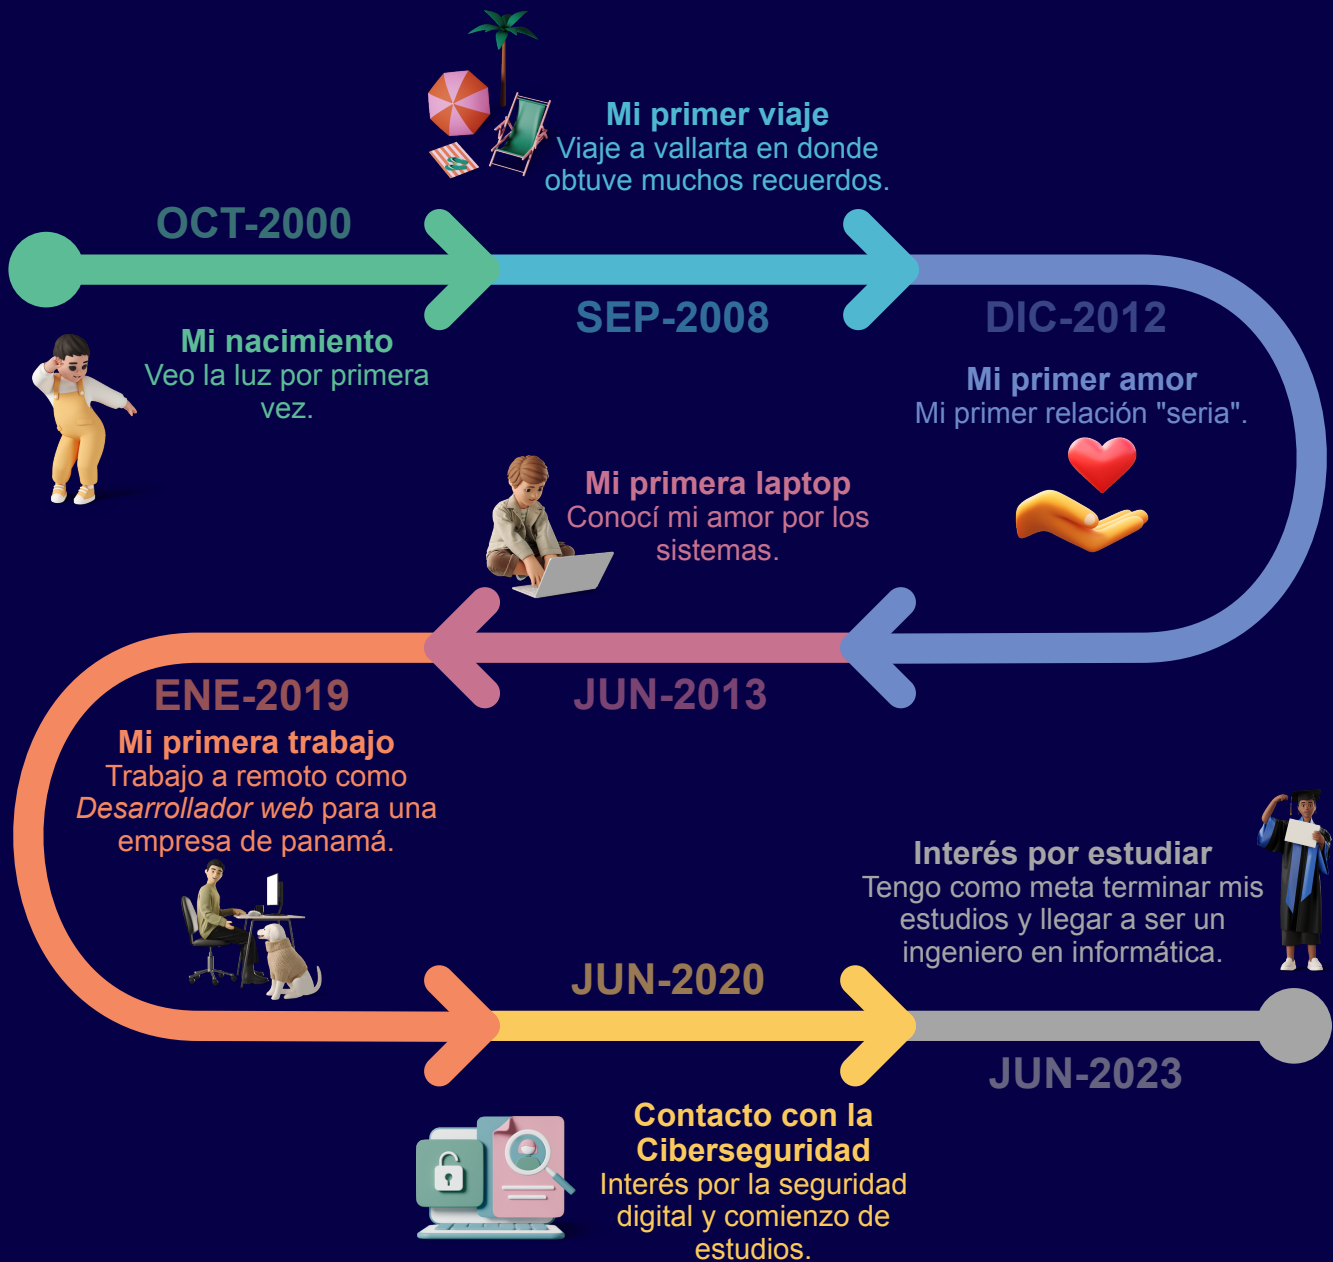 OCT-2000
Mi nacimiento
Veo la luz por primera
vez.
Mi primer viaje
Viaje a vallarta en donde
obtuve muchos recuerdos.
SEP-2008
DIC-2012
Mi primer amor
Mi primer relación "seria".
Mi primera laptop
Conocí mi amor por los
sistemas.
JUN-2013
ENE-2019
Mi primera trabajo
Trabajo a remoto como
Desarrollador web para una
empresa de panamá.
JUN-2020
Contacto con la
Ciberseguridad
Interés por la seguridad
digital y comienzo de
estudios.
Interés por estudiar
Tengo como meta terminar mis
estudios y llegar a ser un
ingeniero en informática.
JUN-2023